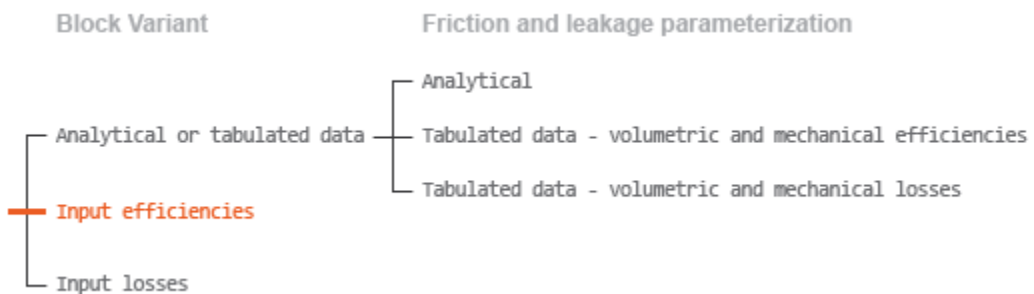 Block Variant Friction and leakage parameterization
Analytical
Analytical or tabulated data Tabulated data - volumetric and mechanical efficiencies
Tabulated data - volumetric and mechanical losses
Input efficiencies
Input losses